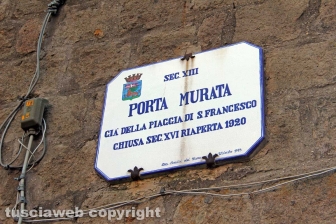 SEC. XIII
PORTA MURATA
GIÀ DELLA PIAGGIA DI S. FRANCESCO
CHIUSA SEC. XVI RIAPERTA 1920
tusciaweb copyright